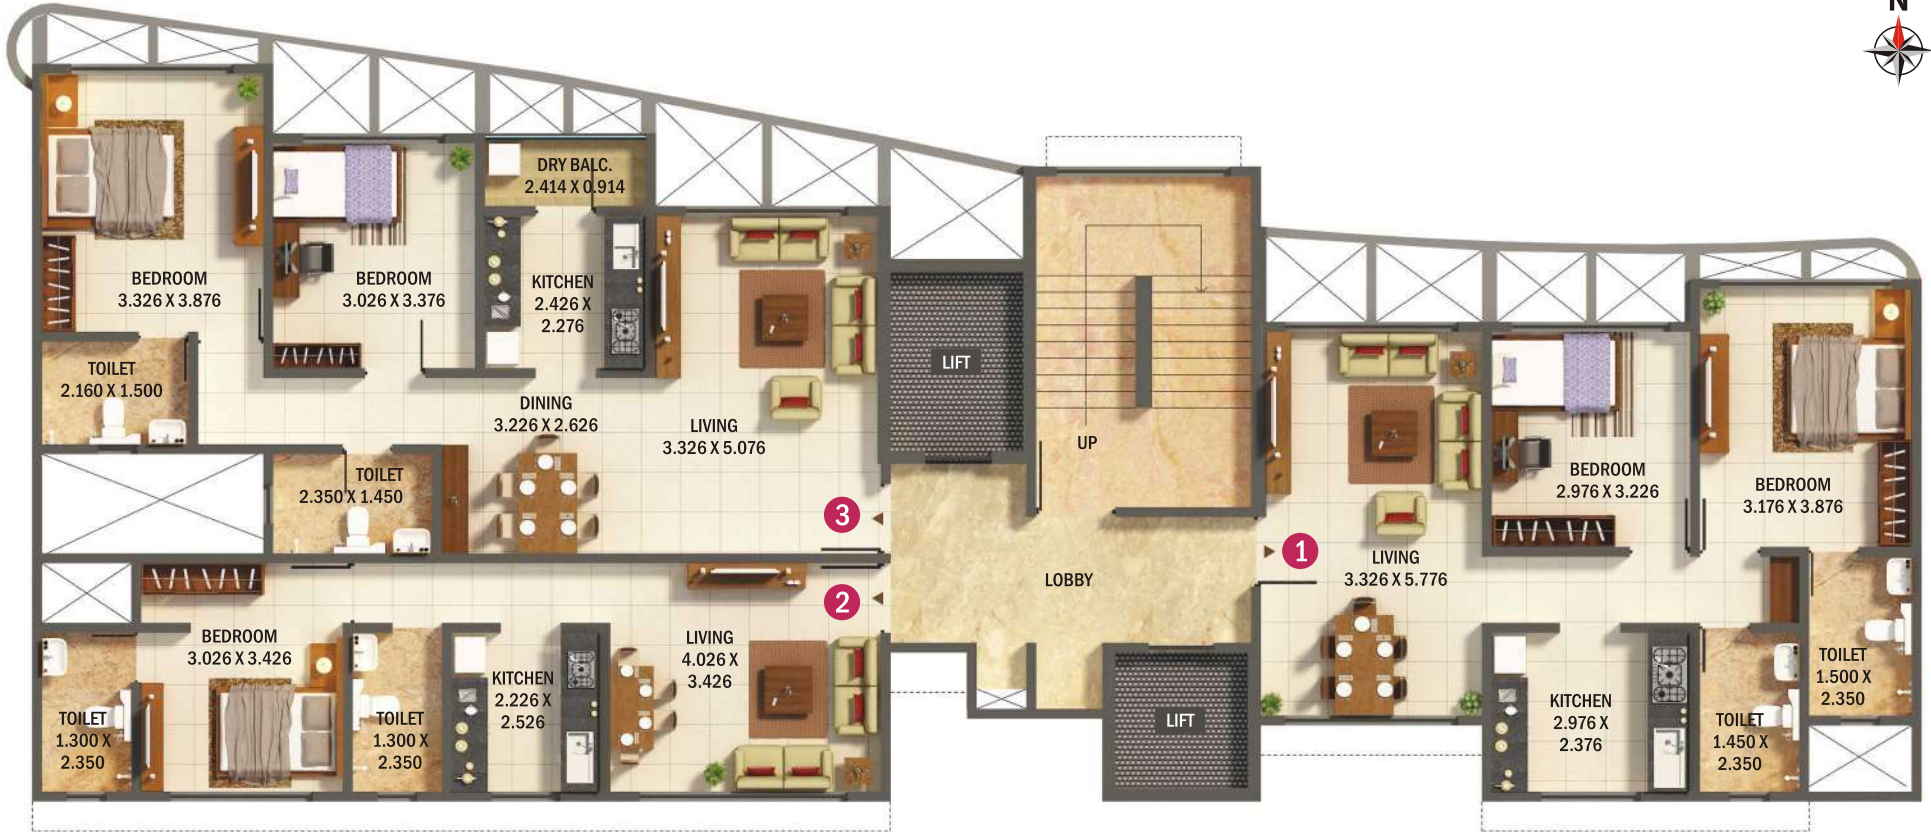 N
DRY BALC.
2.414 X 0.914
BEDROOM
3.326 X 3.876
BEDROOM
3.026 X 3.376
KITCHEN
2.426 X
2.276
TOILET
2.160 X 1.500
DINING
3.226 X 2.626
LIVING
3.326 X 5.076
TOILET
2.350 X 1.450
3
LIFT
UP
LOBBY
1
LIVING
3.326 X 5.776
BEDROOM
2.976 X 3.226
BEDROOM
3.176 X 3.876
2
BEDROOM
3.026 X 3.426
TOILET
1.300 X
2.350
TOILET
1.300 X
2.350
KITCHEN
2.226 X
2.526
LIVING
4.026 X
3.426
LIFT
KITCHEN
2.976 X
2.376
TOILET
1.450 X
2.350
TOILET
1.500 X
2.350